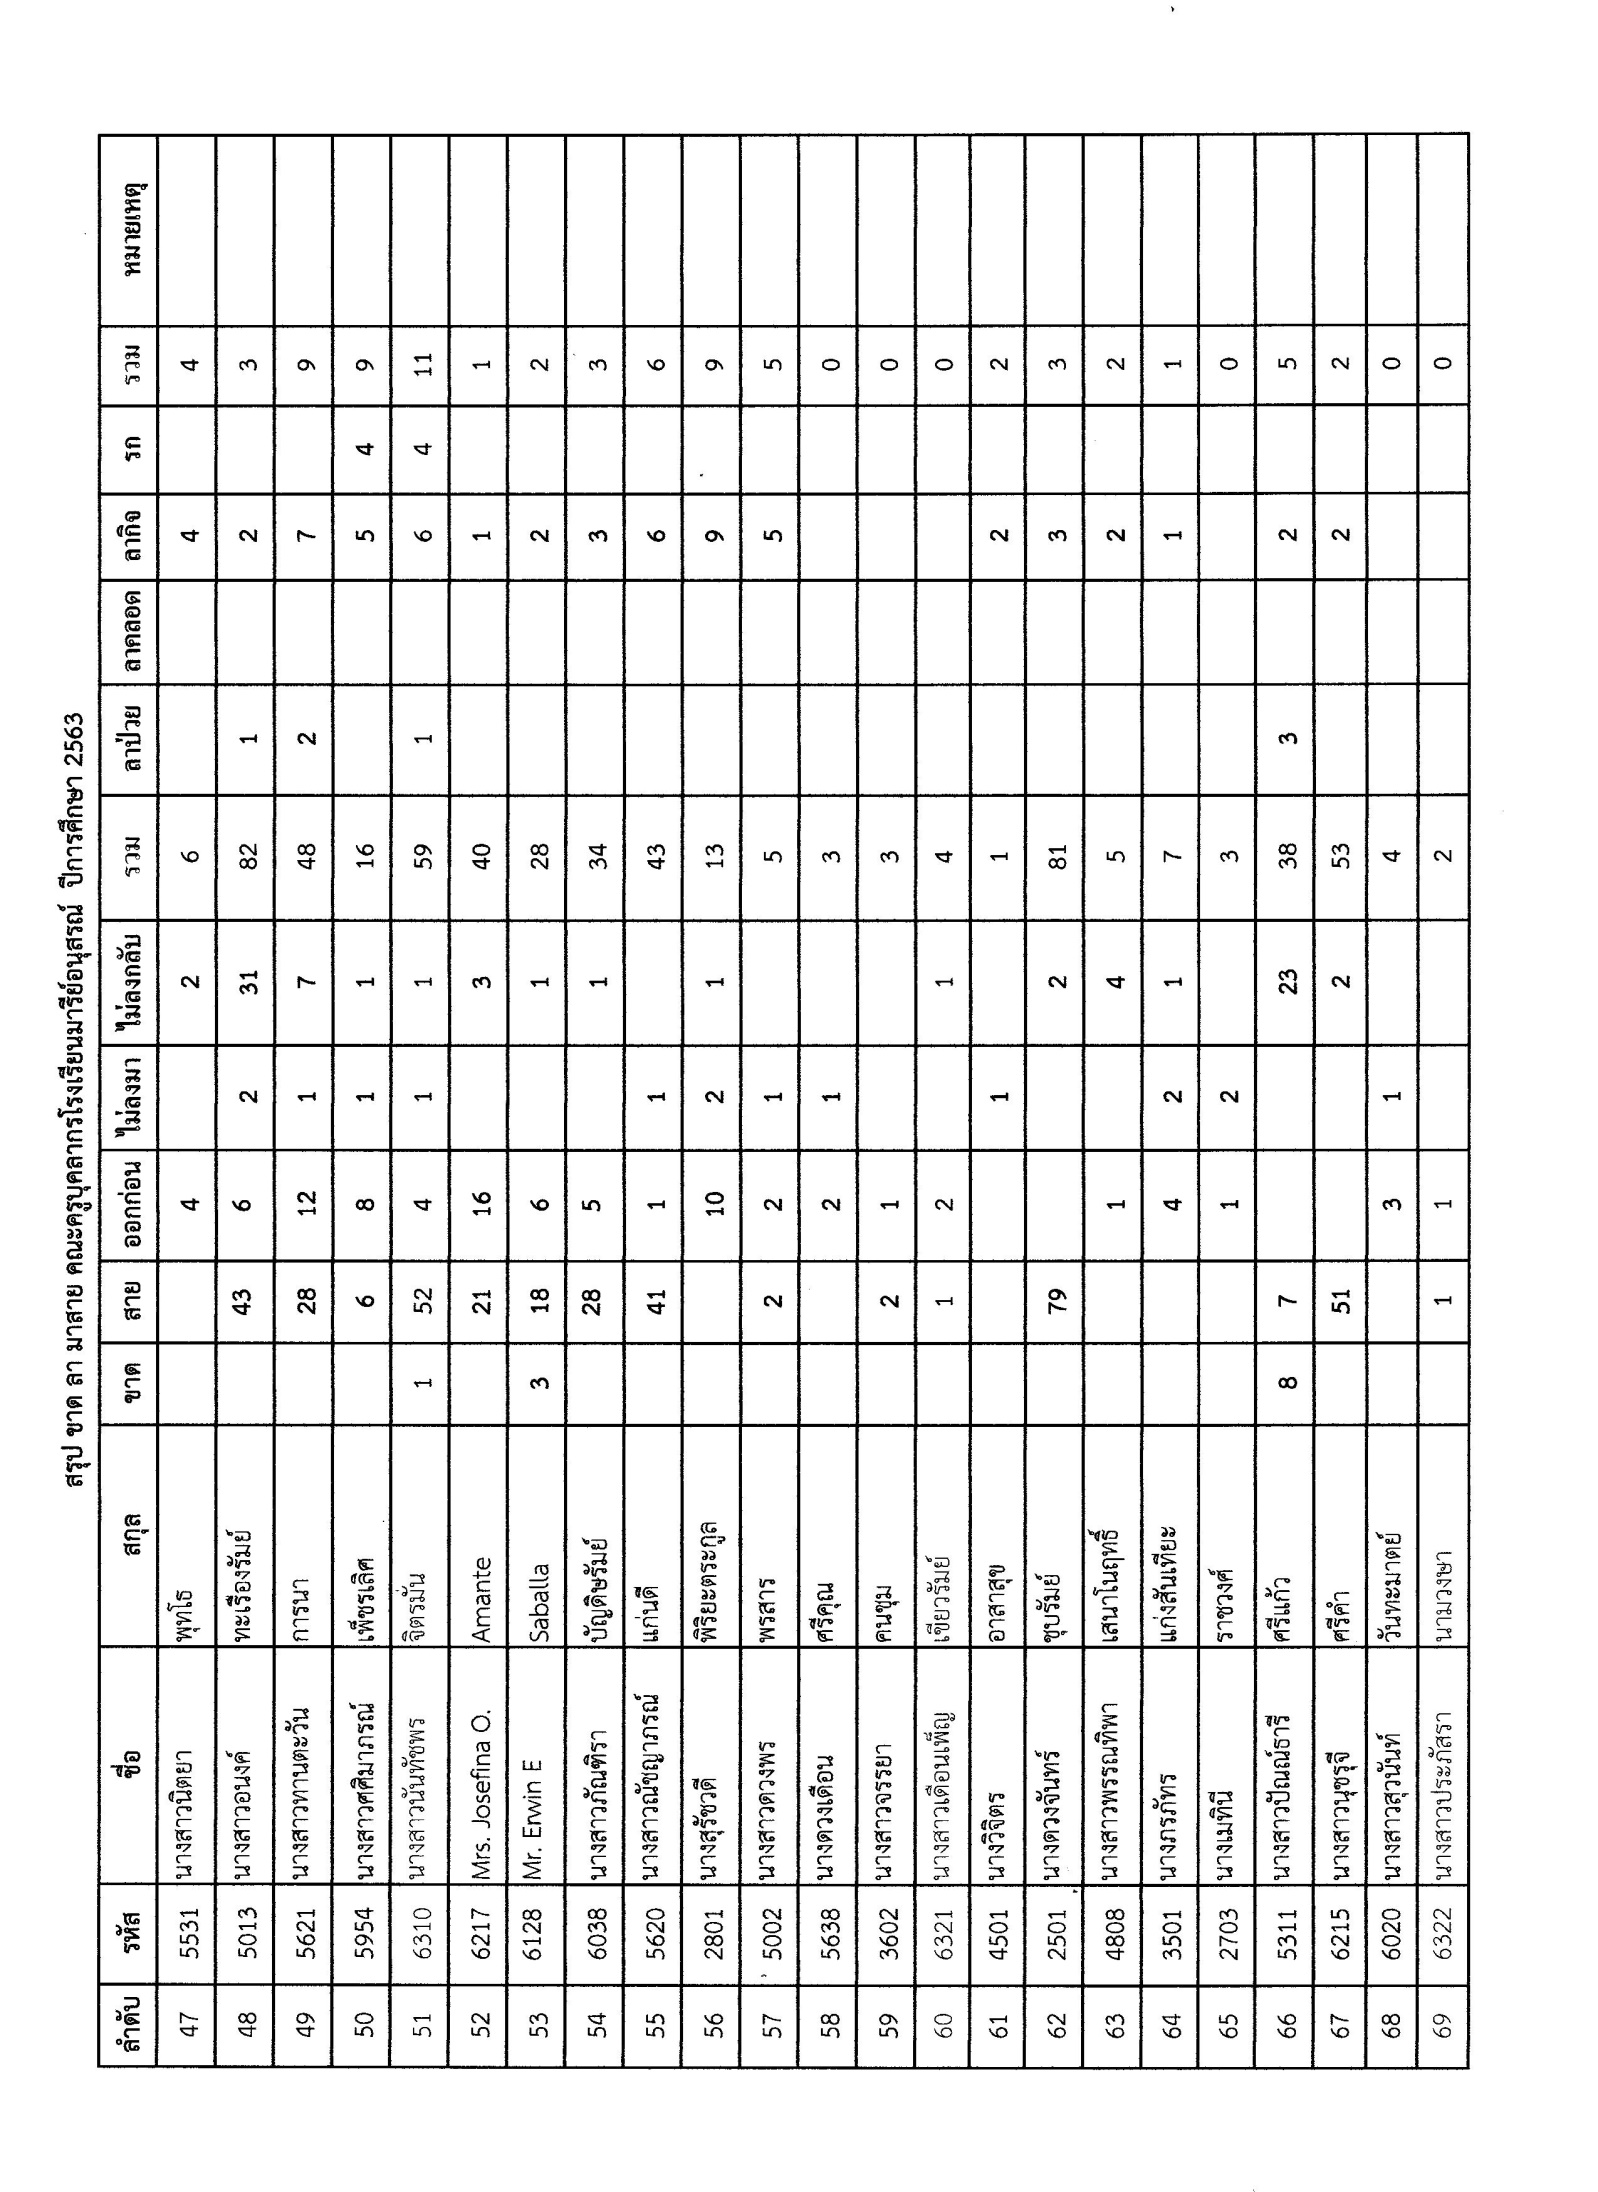 สรุป ขาด ลา มาสาย คณะครูบุคลากรโรงเรียนมารีย์อนุสรณ์ ปีการศึกษา 2563
ลำดับ รหัส ชื่อ สกุล ขาด สาย ออกก่อน ไม่ลงมา ไม่ลงกลับ รวม ลาป่วย ลาคลอด ลากิจ รก รวม หมายเหตุ
47 5531 นางสาวนิตยา พุทโธ 4 2 6 4 4
48 5013 นางสาวอนงค์ ทะเรืองรัมย์ 43 6 2 31 82 1 2 3
49 5621 นางสาวทานตะวัน การนา 28 12 1 7 48 2 7 9
50 5954 นางสาวศศิมาภรณ์ เพ็ชรเลิศ 6 8 1 1 16 5 4 9
51 6310 นางสาวนันทัชพร จิตรมั่น 1 52 4 1 1 59 1 6 4 11
52 6217 Mrs. Josefina O. Amante 21 16 3 40 1 1
53 6128 Mr. Erwin E Saballa 3 18 6 1 28 2 2
54 6038 นางสาวภัณฑิรา บัญดิษรัมย์ 28 5 1 34 3 3
55 5620 นางสาวณัชญาภรณ์ แก่นดี 41 1 1 43 6 6
56 2801 นางสุรัชวดี พิริยะตระกูล 10 2 1 13 9 9
57 5002 นางสาวดวงพร พรสาร 2 2 1 5 5 5
58 5638 นางดวงเดือน ศรีคุณ 2 1 3 0
59 3602 นางสาวจรรยา คนขุม 2 1 3 0
60 6321 นางสาวเดือนเพ็ญ เขียวรัมย์ 1 2 1 4 0
61 4501 นางวิจิตร อาสาสุข 1 1 2 2
62 2501 นางดวงจันทร์ ชุบรัมย์ 79 2 81 3 3
63 4808 นางสาวพรรณทิพา เสนาโนฤทธิ์ 1 4 5 2 2
64 3501 นางภรภัทร แก่งสันเทียะ 4 2 1 7 1 1
65 2703 นางเมทินี ราชวงค์ 1 2 3 0
66 5311 นางสาวปัณณ์ธารี ศรีแก้ว 8 7 23 38 3 2 5
67 6215 นางสาวนุชรุจี ศรีคำ 51 2 53 2 2
68 6020 นางสาวสุวนันท์ วันทะมาตย์ 3 1 4 0
69 6322 นางสาวประภัสรา นามวงษา 1 1 2 0